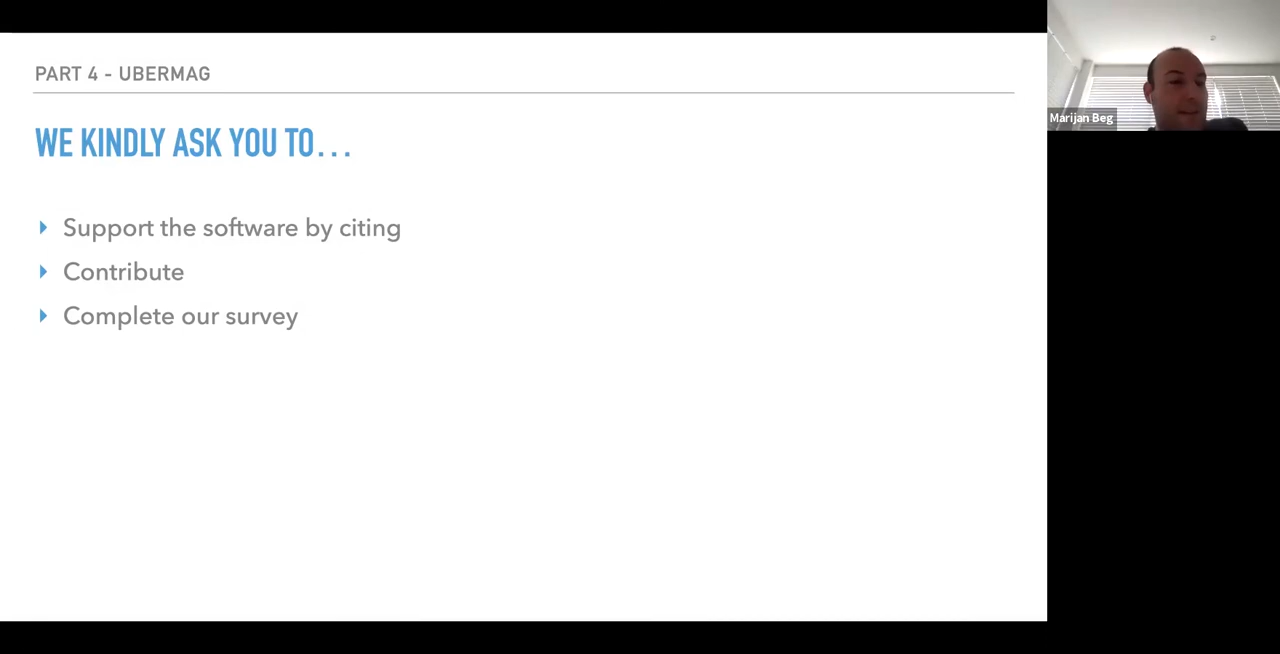 PART 4 - UBERMAG
WE KINDLY ASK YOU TO...
Support the software by citing
Contribute
Complete our survey
Marijan Beg